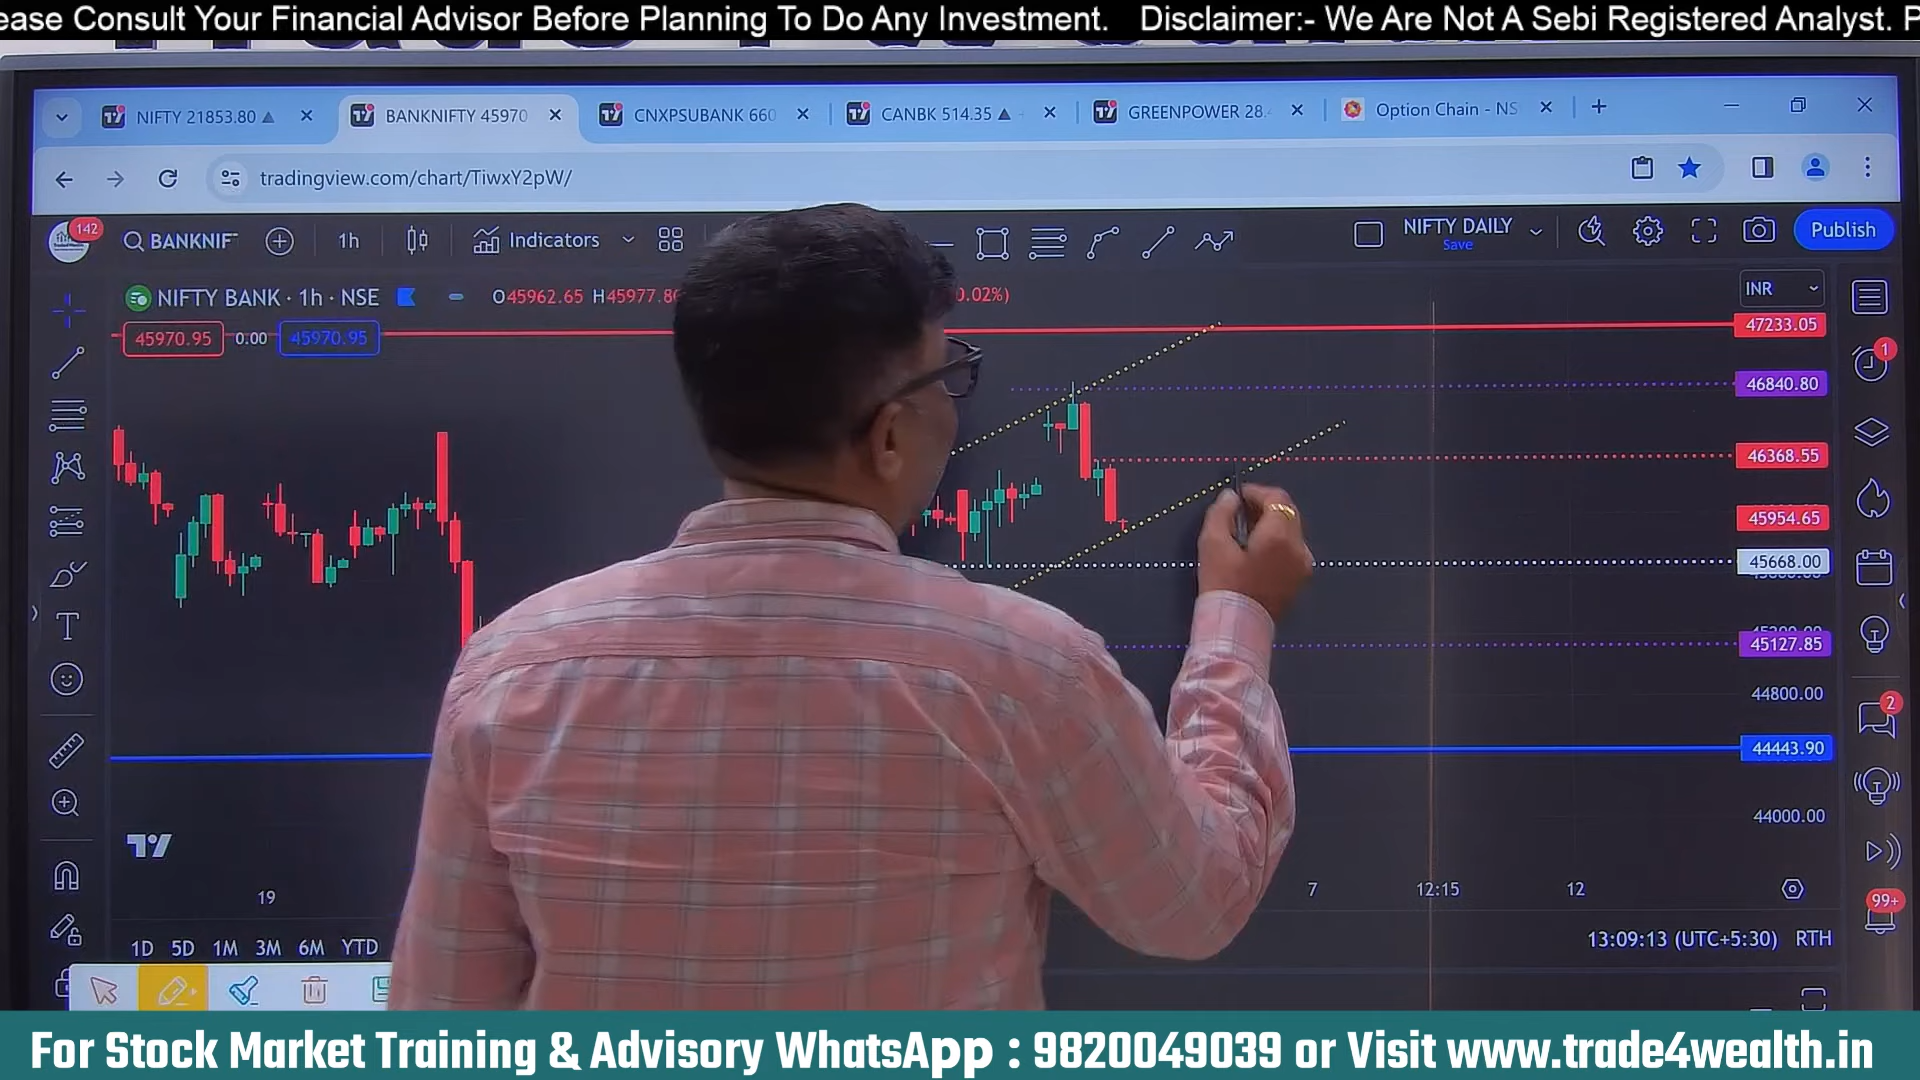 ease Consult Your Financial Advisor Before Planning To Do Any Investment. Disclaimer:- We Are Not A Sebi Registered Analyst. P
NIFTY 21853.80
BANKNIFTY 45970
CNXPSUBANK 660
CANBK 514.35
GREENPOWER 28.
Option Chain - NS
tradingview.com/chart/TiwxY2pW/
142
BANKNIF
1h
Indicators
NIFTY DAILY
Save
Publish
NIFTY BANK · 1h · NSE
O45962.65 H45977.8
0.02%)
INR
45970.95
0.00
45970.95
47233.05
46840.80
46368.55
45954.65
45668.00
45127.85
44800.00
44443.90
44000.00
1
2
99+
19
7
12:15
12
1D 5D 1M 3M 6M YTD
13:09:13 (UTC+5:30) RTH
For Stock Market Training & Advisory WhatsApp : 9820049039 or Visit www.trade4wealth.in